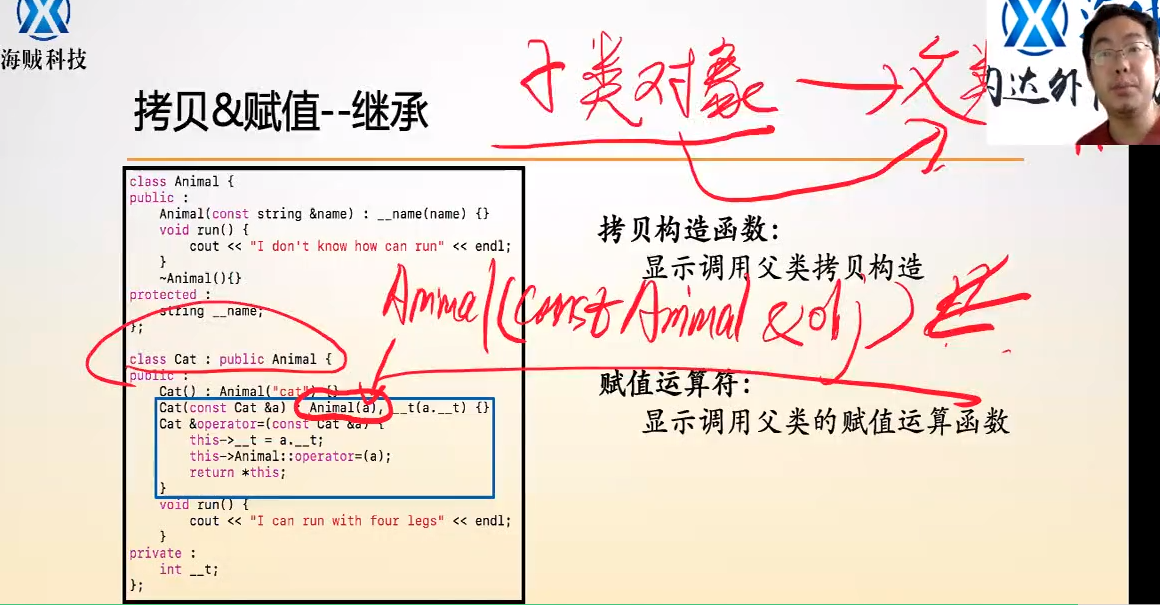 海贼科技
子类对象 → 父类
拷贝&赋值--继承
class Animal {
public :
    Animal(const string &name) : __name(name) {}
    void run() {
        cout << "I don't know how can run" << endl;
    }
    ~Animal(){}
protected :
    string __name;
};
class Cat : public Animal {
public :
    Cat() : Animal("cat") {}
    Cat(const Cat &a) : Animal(a), __t(a.__t) {}
    Cat &operator=(const Cat &a) {
        this->__t = a.__t;
        this->Animal::operator=(a);
        return *this;
    }
    void run() {
        cout << "I can run with four legs" << endl;
    }
private :
    int __t;
};
拷贝构造函数:
显示调用父类拷贝构造
Animal(const Animal &obj)
赋值运算符:
显示调用父类的赋值运算函数